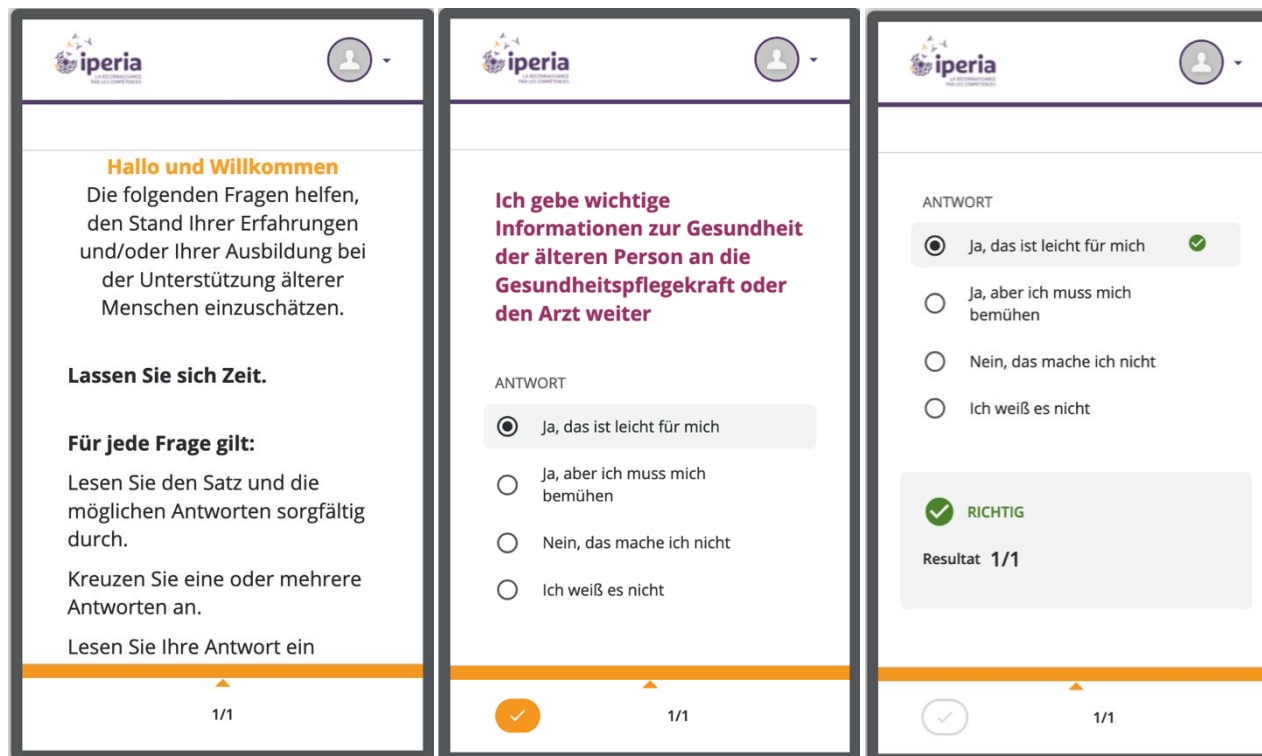 iperia
LA RECONNAISSANCE
PAR LES COMPÉTENCES
Hallo und Willkommen
Die folgenden Fragen helfen,
den Stand Ihrer Erfahrungen
und/oder Ihrer Ausbildung bei
der Unterstützung älterer
Menschen einzuschätzen.
Lassen Sie sich Zeit.
Für jede Frage gilt:
Lesen Sie den Satz und die
möglichen Antworten sorgfältig
durch.
Kreuzen Sie eine oder mehrere
Antworten an.
Lesen Sie Ihre Antwort ein
1/1
iperia
LA RECONNAISSANCE
PAR LES COMPÉTENCES
Ich gebe wichtige
Informationen zur Gesundheit
der älteren Person an die
Gesundheitspflegekraft oder
den Arzt weiter
ANTWORT
Ja, das ist leicht für mich
Ja, aber ich muss mich
bemühen
Nein, das mache ich nicht
Ich weiß es nicht
1/1
iperia
LA RECONNAISSANCE
PAR LES COMPÉTENCES
ANTWORT
Ja, das ist leicht für mich
Ja, aber ich muss mich
bemühen
Nein, das mache ich nicht
Ich weiß es nicht
RICHTIG
Resultat 1/1
1/1